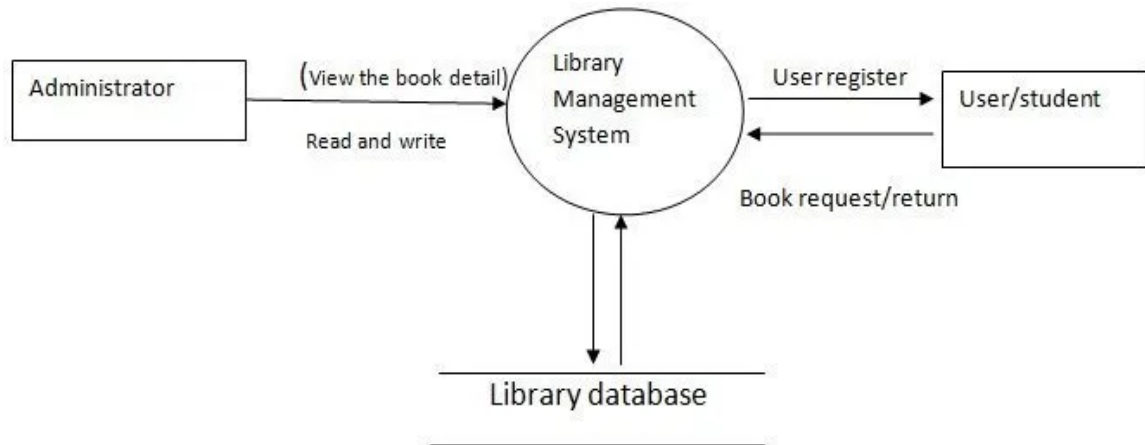 Administrator
(View the book detail)
Read and write
Library
Management
System
User register
User/student
Book request/return
Library database